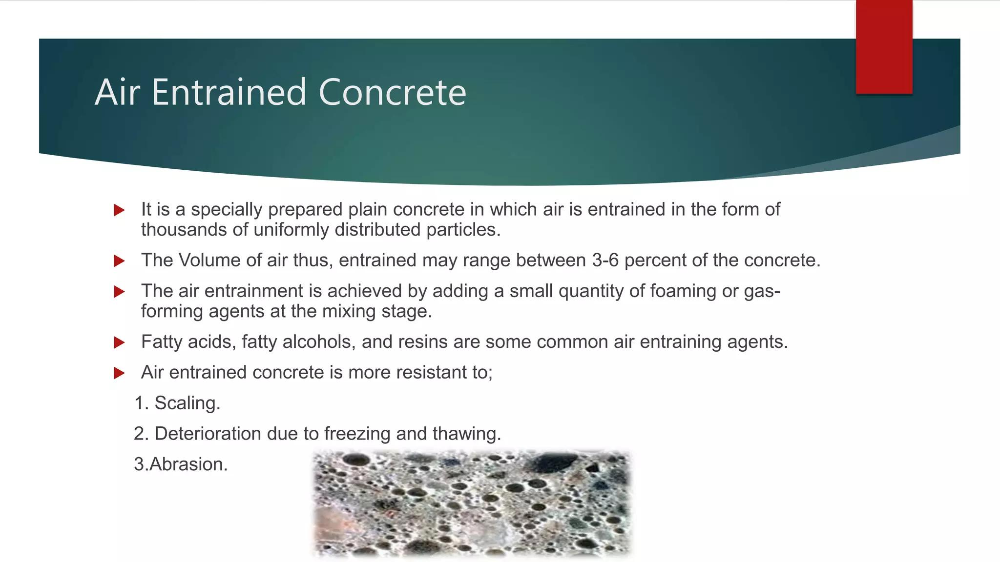 Air Entrained Concrete
It is a specially prepared plain concrete in which air is entrained in the form of
thousands of uniformly distributed particles.
The Volume of air thus, entrained may range between 3-6 percent of the concrete.
The air entrainment is achieved by adding a small quantity of foaming or gas-
forming agents at the mixing stage.
Fatty acids, fatty alcohols, and resins are some common air entraining agents.
Air entrained concrete is more resistant to;
1. Scaling.
2. Deterioration due to freezing and thawing.
3.Abrasion.